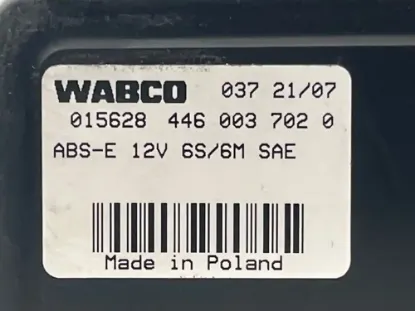 WABCO 037 21/07
015628 446 003 702 0
ABS-E 12V 6S/6M SAE
Made in Poland